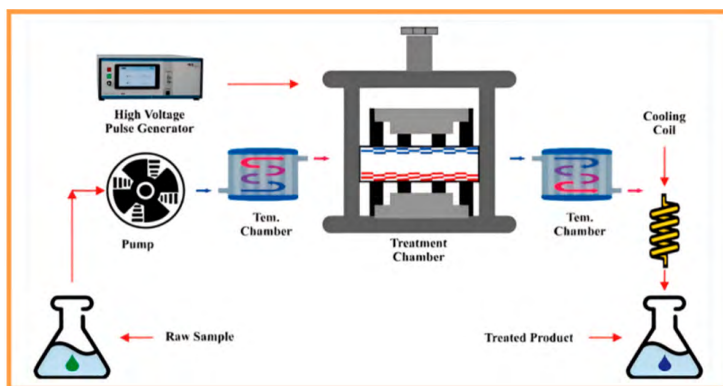 High Voltage
Pulse Generator
Cooling
Coil
Pump
Tem.
Chamber
Treatment
Chamber
Tem.
Chamber
Raw Sample
Treated Product